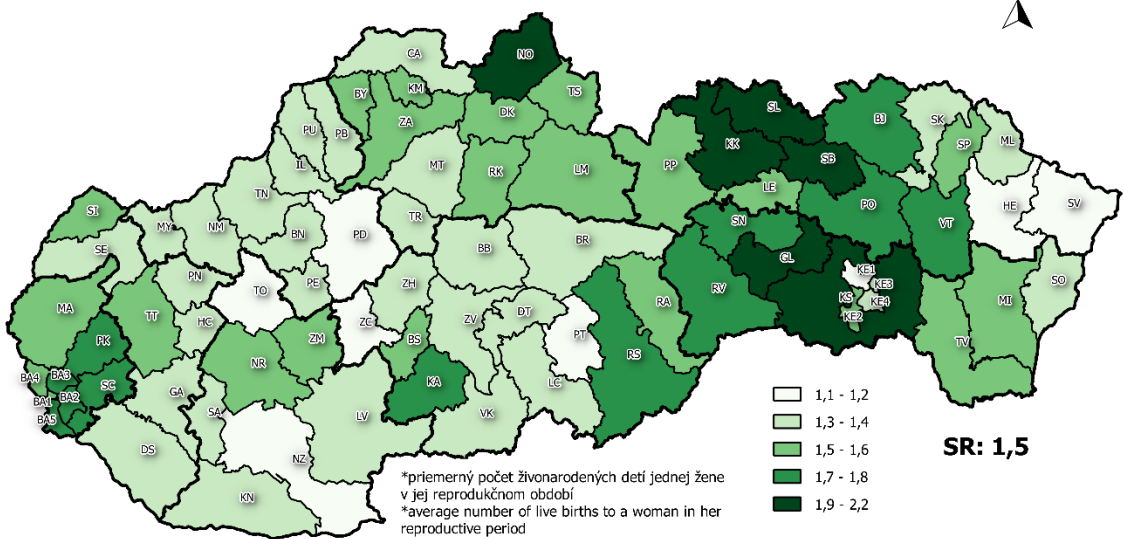 CA
NO
BY
KM
TS
DK
ZA
PU
PB
IL
MT
RK
LM
PP
KK
SL
SB
BJ
SK
SP
ML
LE
PO
VT
HE
SV
TN
TR
SI
MY
NM
BN
PD
BB
BR
SN
GL
RV
SE
PN
PE
ZH
TO
ZC
ZV
DT
PT
RA
KE1
KE3
KS
KE4
KE2
MI
SO
TV
MA
TT
HC
ZM
BS
NR
PK
BA4
BA3
SC
BA1
BA2
BA5
GA
SA
LV
KA
VK
LC
RS
DS
NZ
KN
1,1 - 1,2
1,3 - 1,4
1,5 - 1,6
1,7 - 1,8
1,9 - 2,2
SR: 1,5
*priemerný počet živonarodených detí jednej žene
v jej reprodukčnom období
*average number of live births to a woman in her
reproductive period